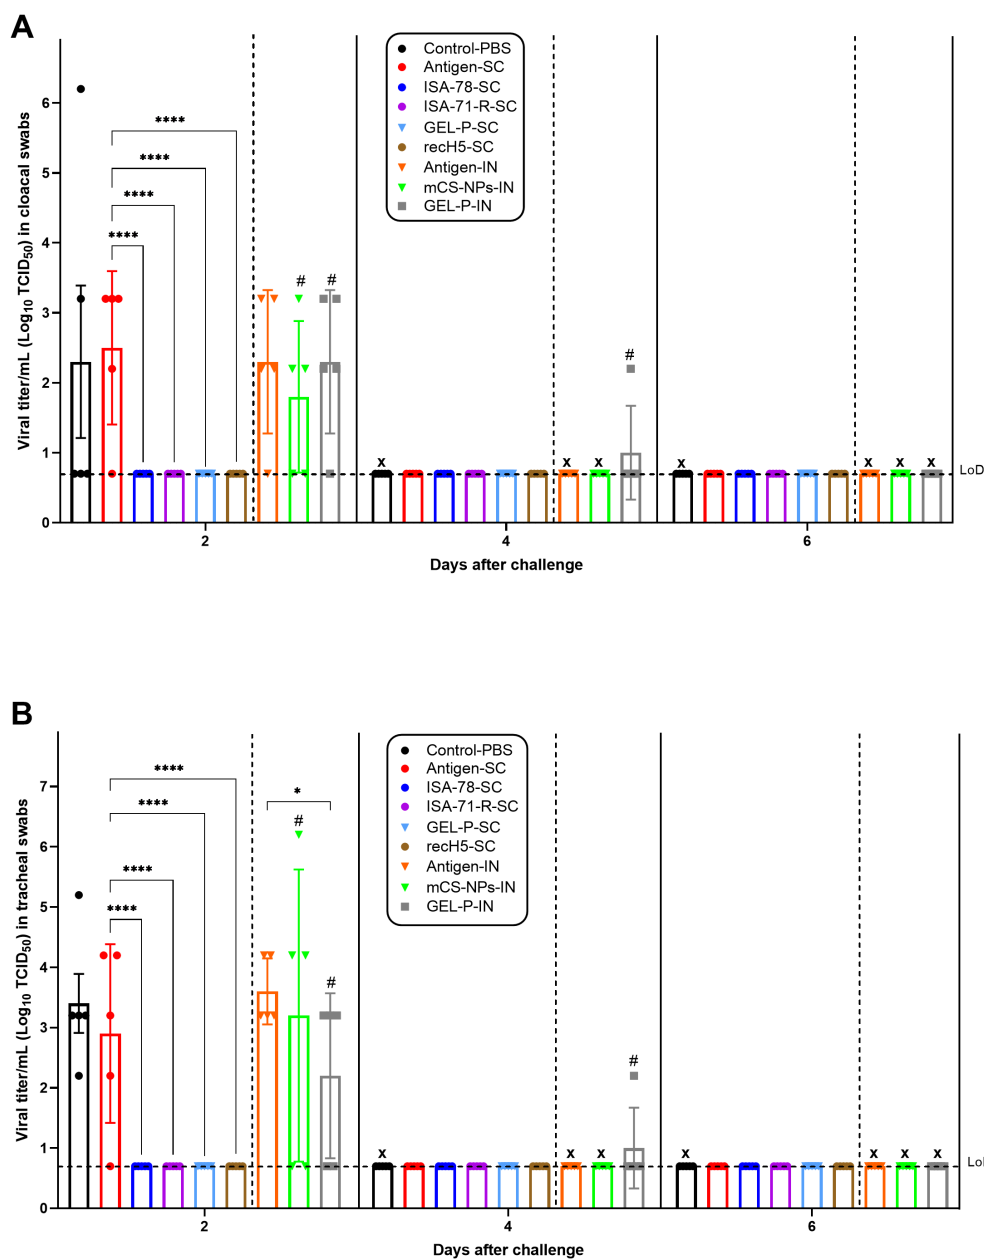 A
Control-PBS
Antigen-SC
ISA-78-SC
ISA-71-R-SC
GEL-P-SC
recH5-SC
Antigen-IN
mCS-NPs-IN
GEL-P-IN
Viral titer/mL (Log10 TCID50) in cloacal swabs
6
5
4
3
2
1
0
****
****
****
****
# #
#
x x x
x x x x
LoD
2 4 6
Days after challenge
B
Control-PBS
Antigen-SC
ISA-78-SC
ISA-71-R-SC
GEL-P-SC
recH5-SC
Antigen-IN
mCS-NPs-IN
GEL-P-IN
Viral titer/mL (Log10 TCID50) in tracheal swabs
7
6
5
4
3
2
1
0
****
****
****
****
*
#
#
#
x x x
x x x x
Lo
2 4 6
Days after challenge